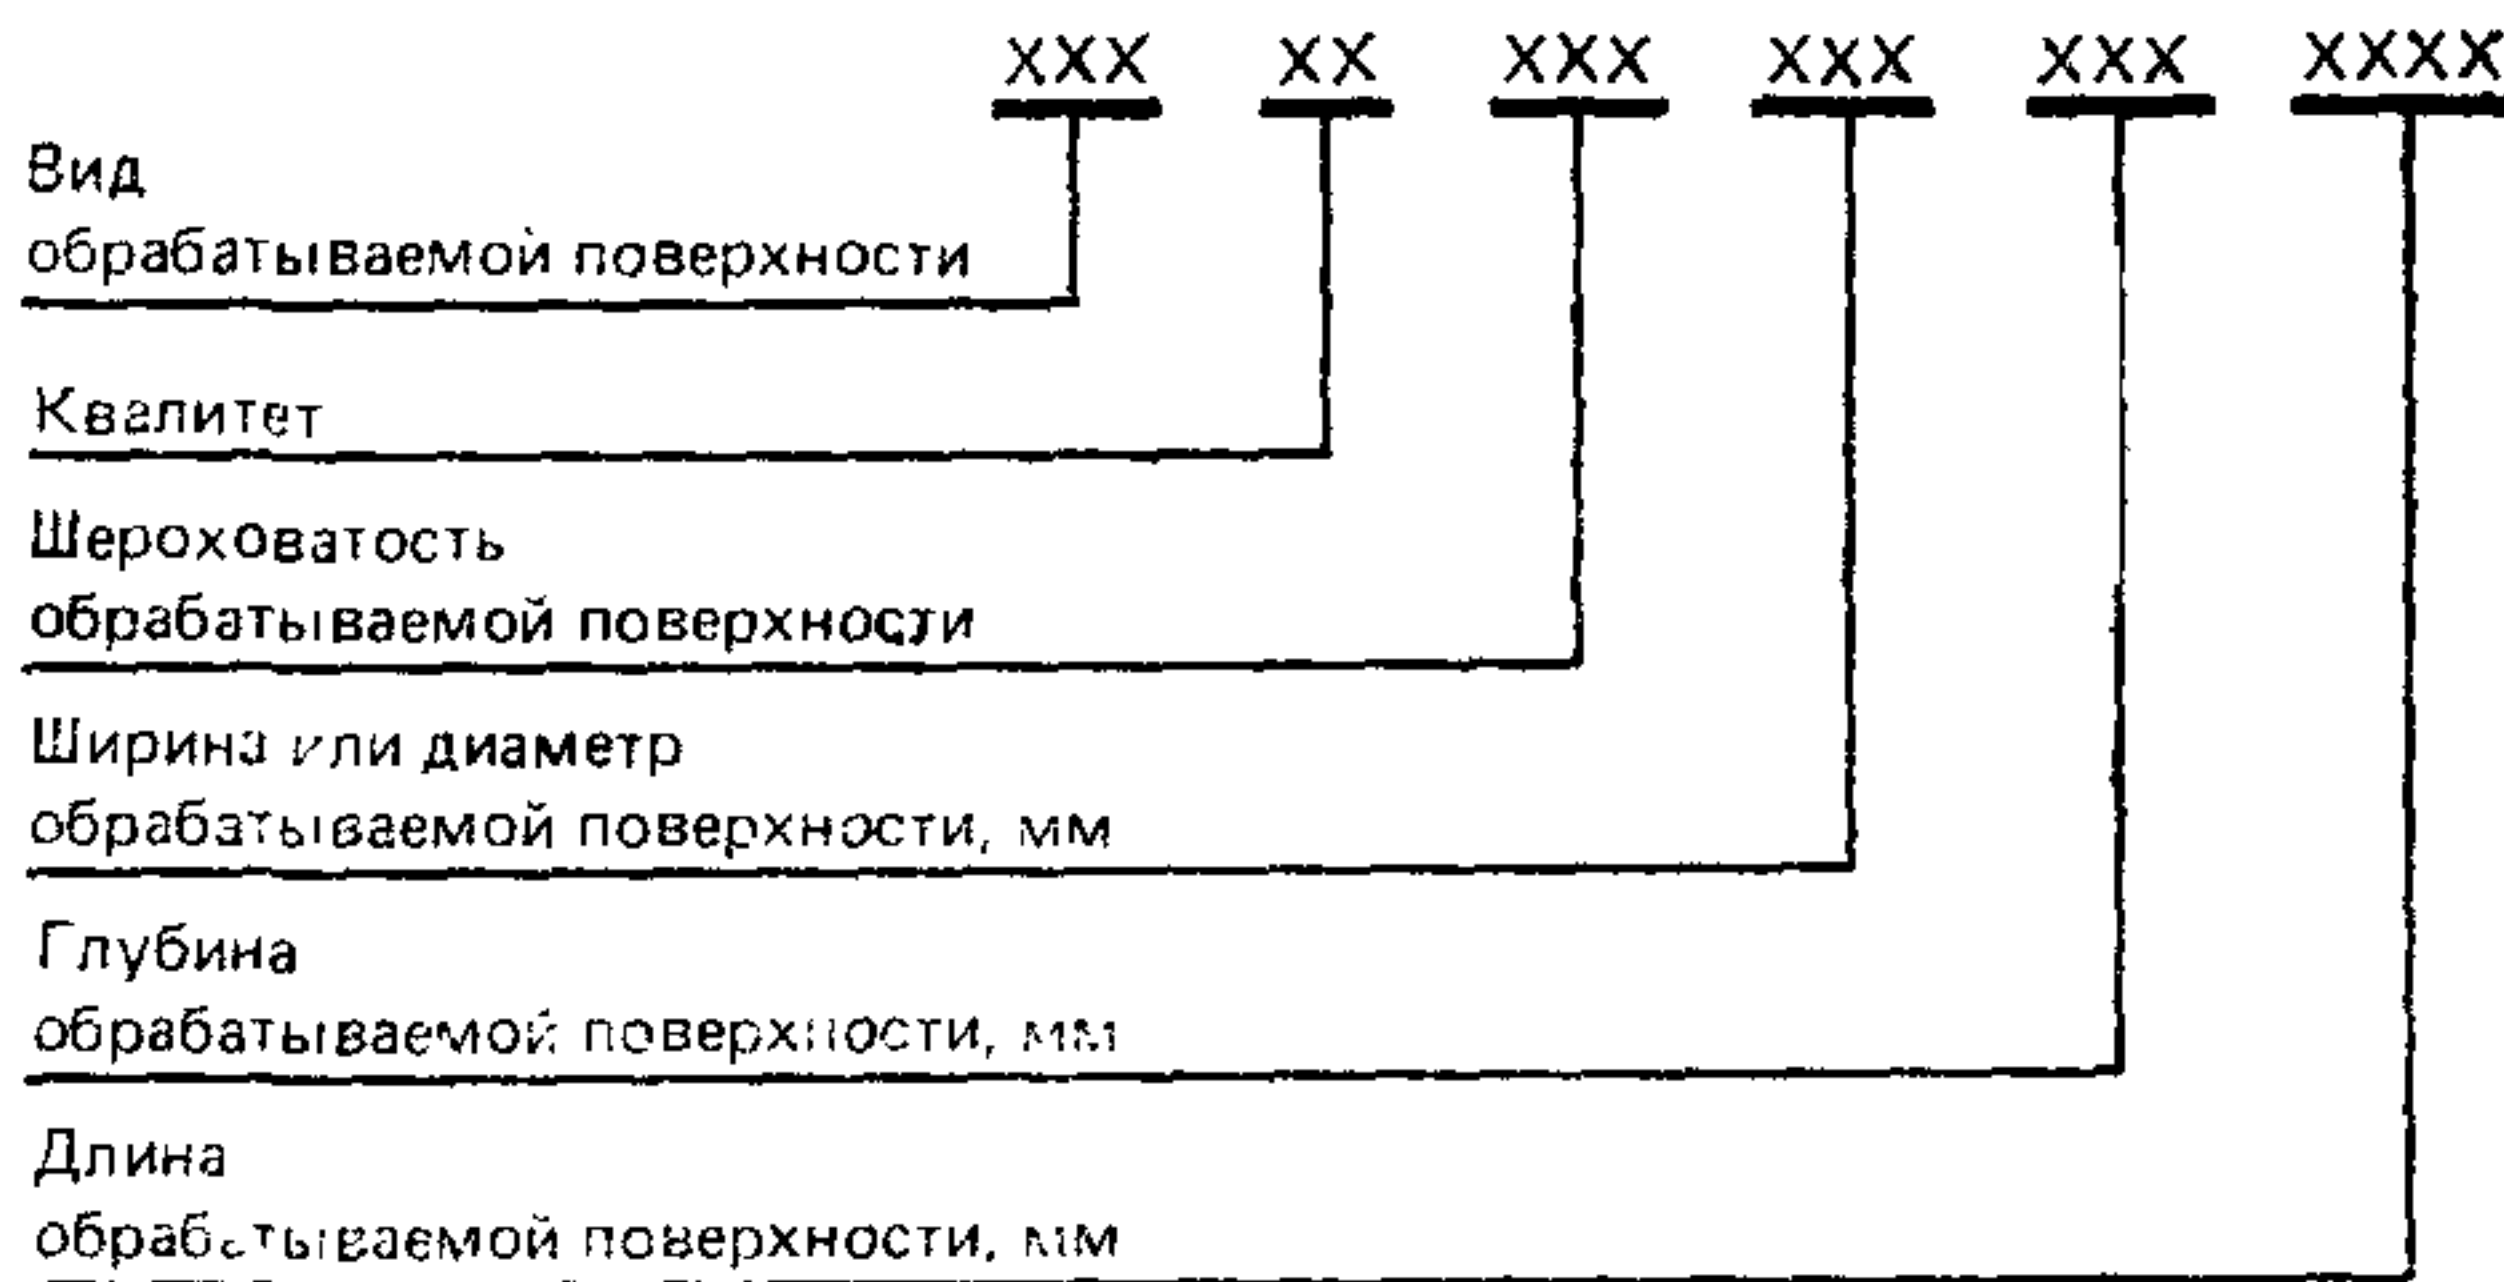 XXX XX XXX XXX XXX XXXX
Вид
обрабатываемой поверхности
Квалитет
Шероховатость
обрабатываемой поверхности
Ширина или диаметр
обрабатываемой поверхности, мм
Глубина
обрабатываемой поверхности, мм
Длина
обрабатываемой поверхности, мм